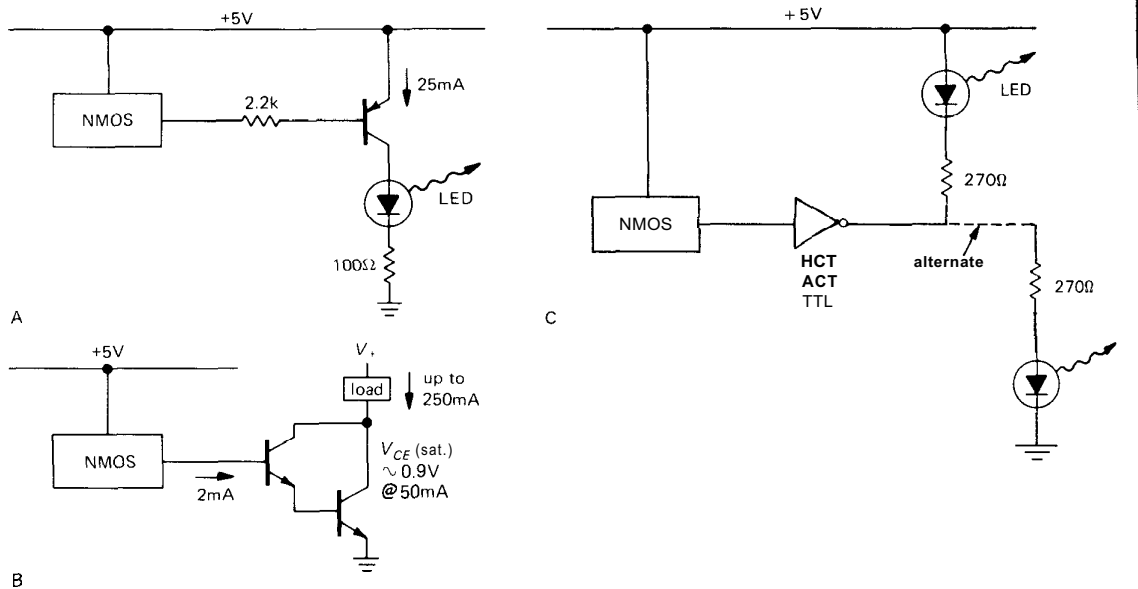 +5V
NMOS
2.2k
25mA
LED
100Ω
A
+5V
NMOS
2mA
V+
load
up to
250mA
VCE (sat.)
~ 0.9V
@50mA
B
+5V
LED
270Ω
NMOS
HCT
ACT
TTL
alternate
270Ω
C